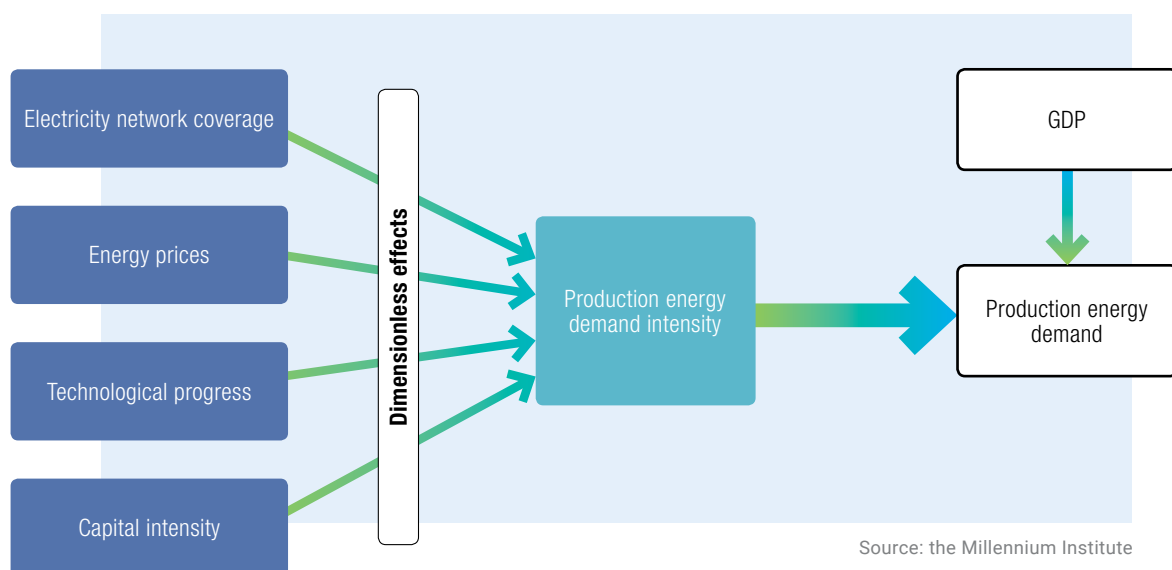 Electricity network coverage
Energy prices
Technological progress
Capital intensity
Dimensionless effects
Production energy
demand intensity
GDP
Production energy
demand
Source: the Millennium Institute